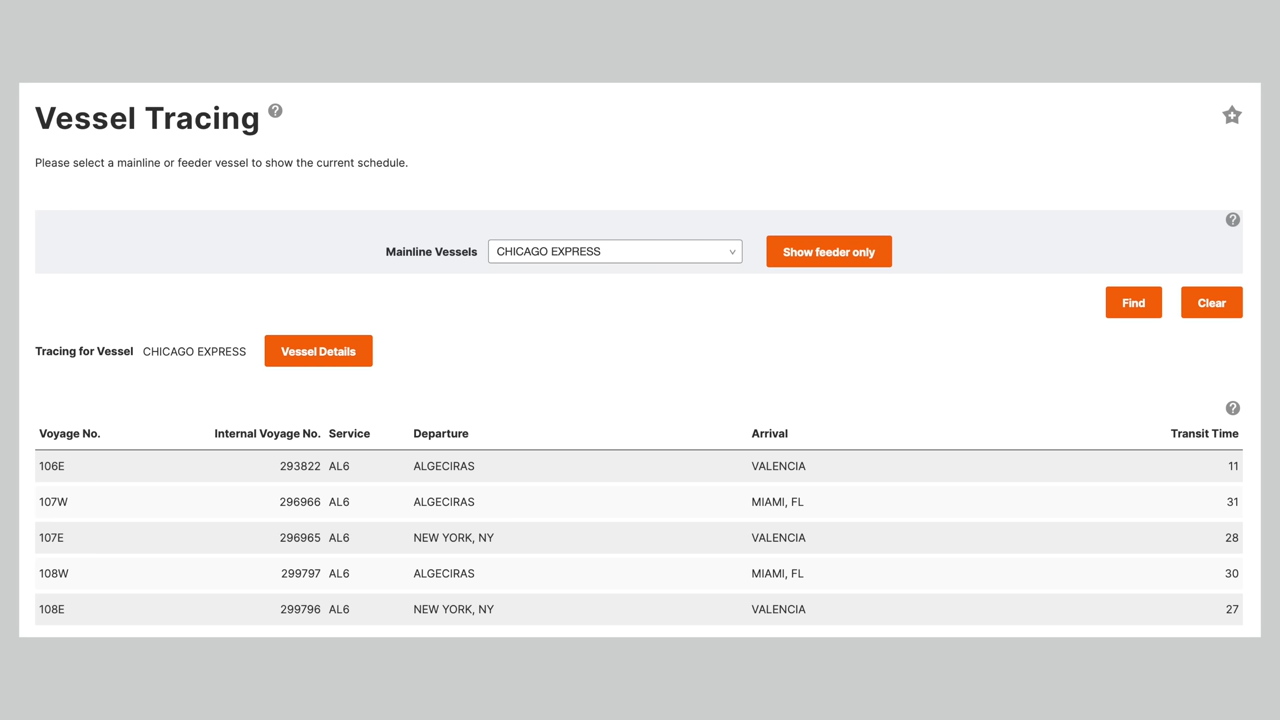 Vessel Tracing
Please select a mainline or feeder vessel to show the current schedule.
Mainline Vessels CHICAGO EXPRESS Show feeder only
Find Clear
Tracing for Vessel CHICAGO EXPRESS Vessel Details
Voyage No. Internal Voyage No. Service Departure Arrival Transit Time
106E 293822 AL6 ALGECIRAS VALENCIA 11
107W 296966 AL6 ALGECIRAS MIAMI, FL 31
107E 296965 AL6 NEW YORK, NY VALENCIA 28
108W 299797 AL6 ALGECIRAS MIAMI, FL 30
108E 299796 AL6 NEW YORK, NY VALENCIA 27